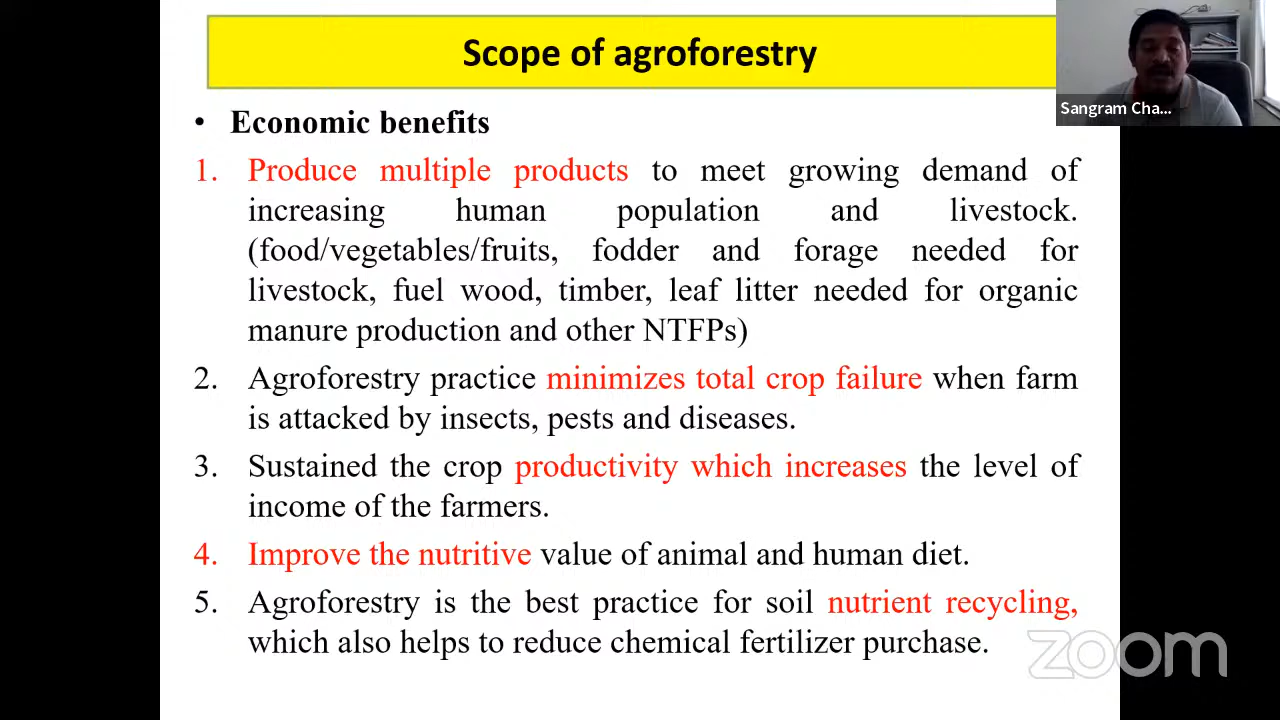 Scope of agroforestry
Sangram Cha...
• Economic benefits
1. Produce multiple products to meet growing demand of
increasing human population and livestock.
(food/vegetables/fruits, fodder and forage needed for
livestock, fuel wood, timber, leaf litter needed for organic
manure production and other NTFPs)
2. Agroforestry practice minimizes total crop failure when farm
is attacked by insects, pests and diseases.
3. Sustained the crop productivity which increases the level of
income of the farmers.
4. Improve the nutritive value of animal and human diet.
5. Agroforestry is the best practice for soil nutrient recycling,
which also helps to reduce chemical fertilizer purchase.
zoom